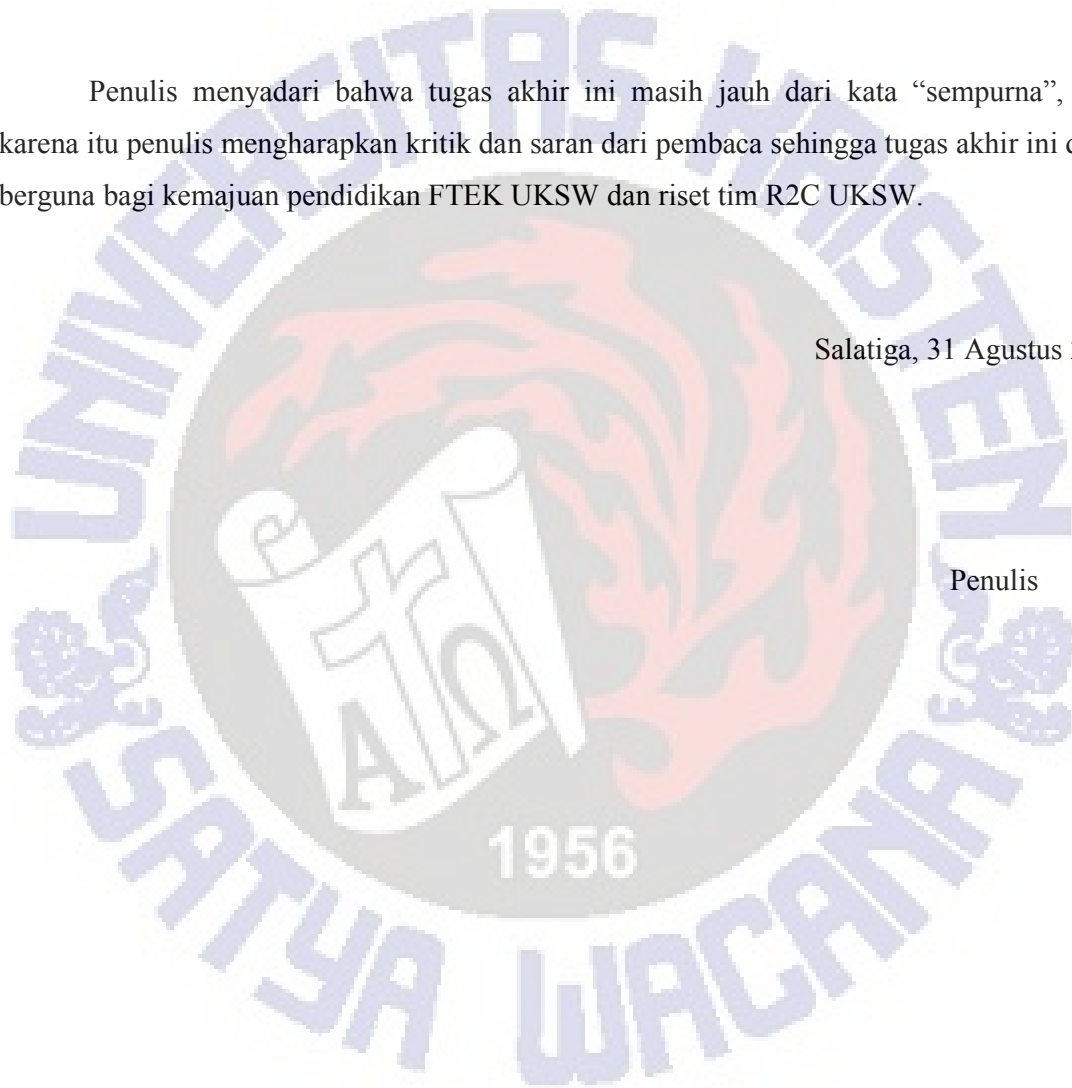 Penulis menyadari bahwa tugas akhir ini masih jauh dari kata “sempurna”,
karena itu penulis mengharapkan kritik dan saran dari pembaca sehingga tugas akhir ini
berguna bagi kemajuan pendidikan FTEK UKSW dan riset tim R2C UKSW.
Salatiga, 31 Agustus
Penulis
UNIVERSITAS KRISTEN
SATYA WACANA
1956
Α Ω